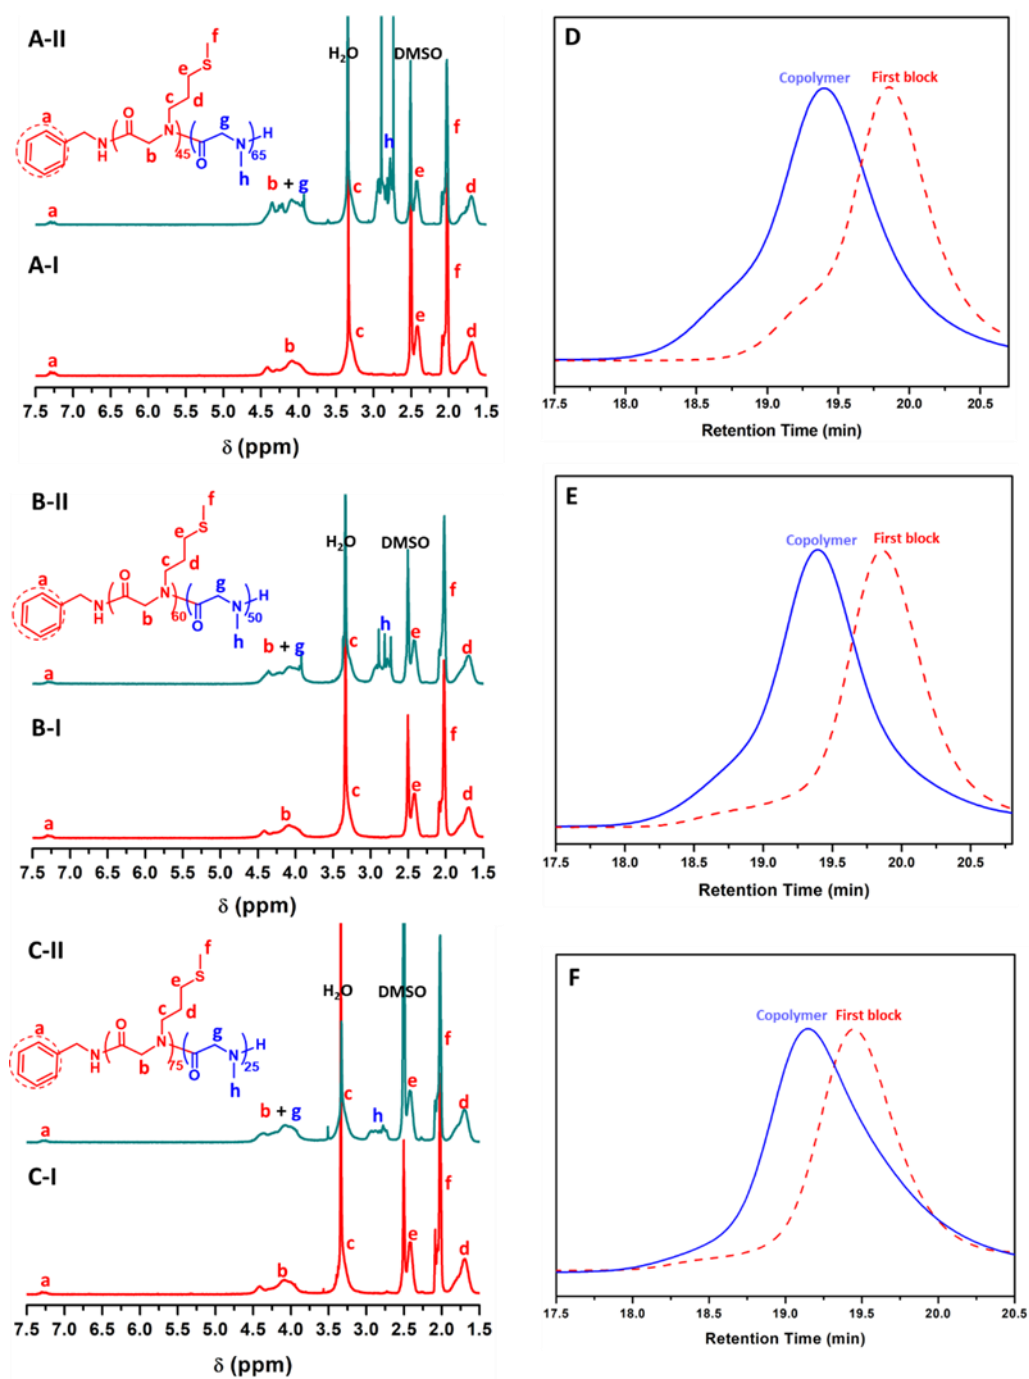 A-II
f
S
e
d
c
O
a
N
H
b
45
g
O
N
H
65
h
H₂O
DMSO
f
h
b + g
c
e
d
a
A-I
f
c
e
b
d
a
7.5 7.0 6.5 5.5 5.0 4.5 4.0 3.5 3.0 2.5 2.0 1.5
δ (ppm)
D
Copolymer
First block
17.5 18.0 18.5 19.0 19.5 20.0 20.5
Retention Time (min)
B-II
f
S
e
d
c
O
a
N
H
b
60
g
O
N
H
50
h
H₂O
DMSO
f
h
b + g
c
e
d
a
B-I
f
c
e
b
d
a
7.5 7.0 6.5 5.5 5.0 4.5 4.0 3.5 3.0 2.5 2.0 1.5
δ (ppm)
E
Copolymer
First block
17.5 18.0 18.5 19.0 19.5 20.0 20.5
Retention Time (min)
C-II
f
S
e
d
c
O
a
N
H
b
75
g
O
N
H
25
h
H₂O
DMSO
f
h
b + g
c
e
d
a
C-I
f
c
e
b
d
a
7.5 7.0 6.5 5.5 5.0 4.5 4.0 3.5 3.0 2.5 2.0 1.5
δ (ppm)
F
Copolymer
First block
17.5 18.0 18.5 19.0 19.5 20.0 20.5
Retention Time (min)